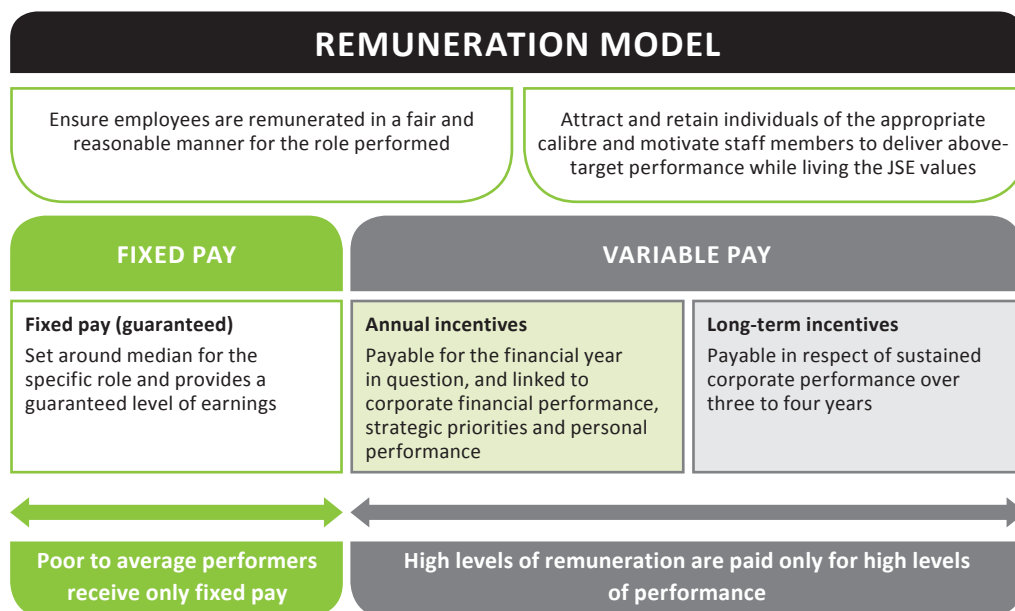 REMUNERATION MODEL
Ensure employees are remunerated in a fair and
reasonable manner for the role performed
Attract and retain individuals of the appropriate
calibre and motivate staff members to deliver above-
target performance while living the JSE values
FIXED PAY
VARIABLE PAY
Fixed pay (guaranteed)
Set around median for the
specific role and provides a
guaranteed level of earnings
Annual incentives
Payable for the financial year
in question, and linked to
corporate financial performance,
strategic priorities and personal
performance
Long-term incentives
Payable in respect of sustained
corporate performance over
three to four years
Poor to average performers
receive only fixed pay
High levels of remuneration are paid only for high levels
of performance